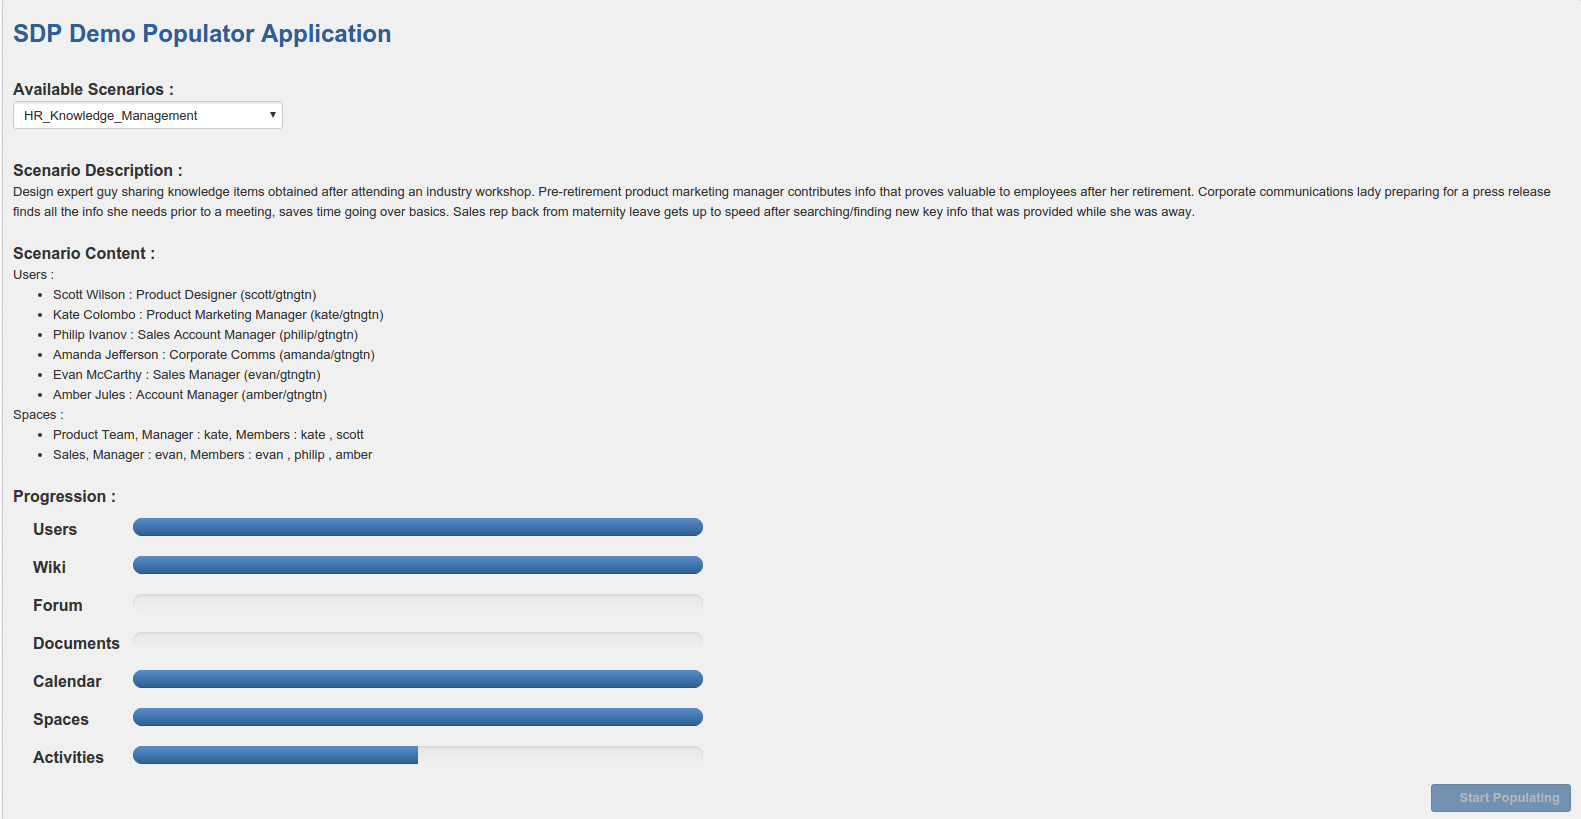 SDP Demo Populator Application
Available Scenarios :
HR_Knowledge_Management
Scenario Description :
Design expert guy sharing knowledge items obtained after attending an industry workshop. Pre-retirement product marketing manager contributes info that proves valuable to employees after her retirement. Corporate communications lady preparing for a press release
finds all the info she needs prior to a meeting, saves time going over basics. Sales rep back from maternity leave gets up to speed after searching/finding new key info that was provided while she was away.
Scenario Content :
Users :
• Scott Wilson : Product Designer (scott/gtngtn)
• Kate Colombo : Product Marketing Manager (kate/gtngtn)
• Philip Ivanov : Sales Account Manager (philip/gtngtn)
• Amanda Jefferson : Corporate Comms (amanda/gtngtn)
• Evan McCarthy : Sales Manager (evan/gtngtn)
• Amber Jules : Account Manager (amber/gtngtn)
Spaces :
• Product Team, Manager : kate, Members : kate , scott
• Sales, Manager : evan, Members : evan , philip , amber
Progression :
Users
Wiki
Forum
Documents
Calendar
Spaces
Activities
Start Populating